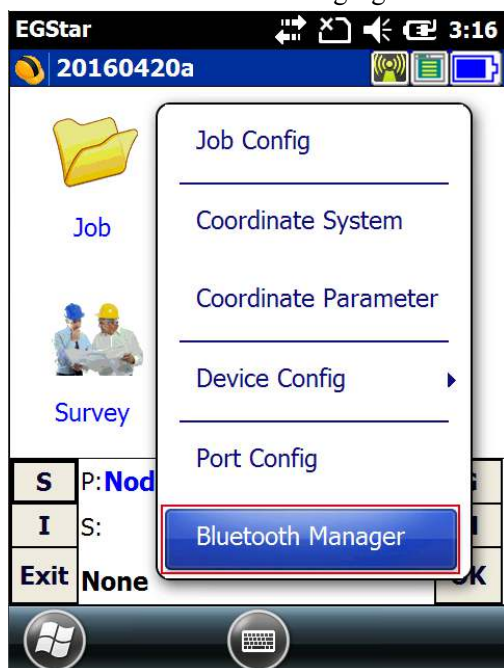 EGStar 3:16
20160420a
Job Config
Coordinate System
Job
Coordinate Parameter
Device Config
Survey
Port Config
S P:Nod
I S:
Bluetooth Manager
Exit None K